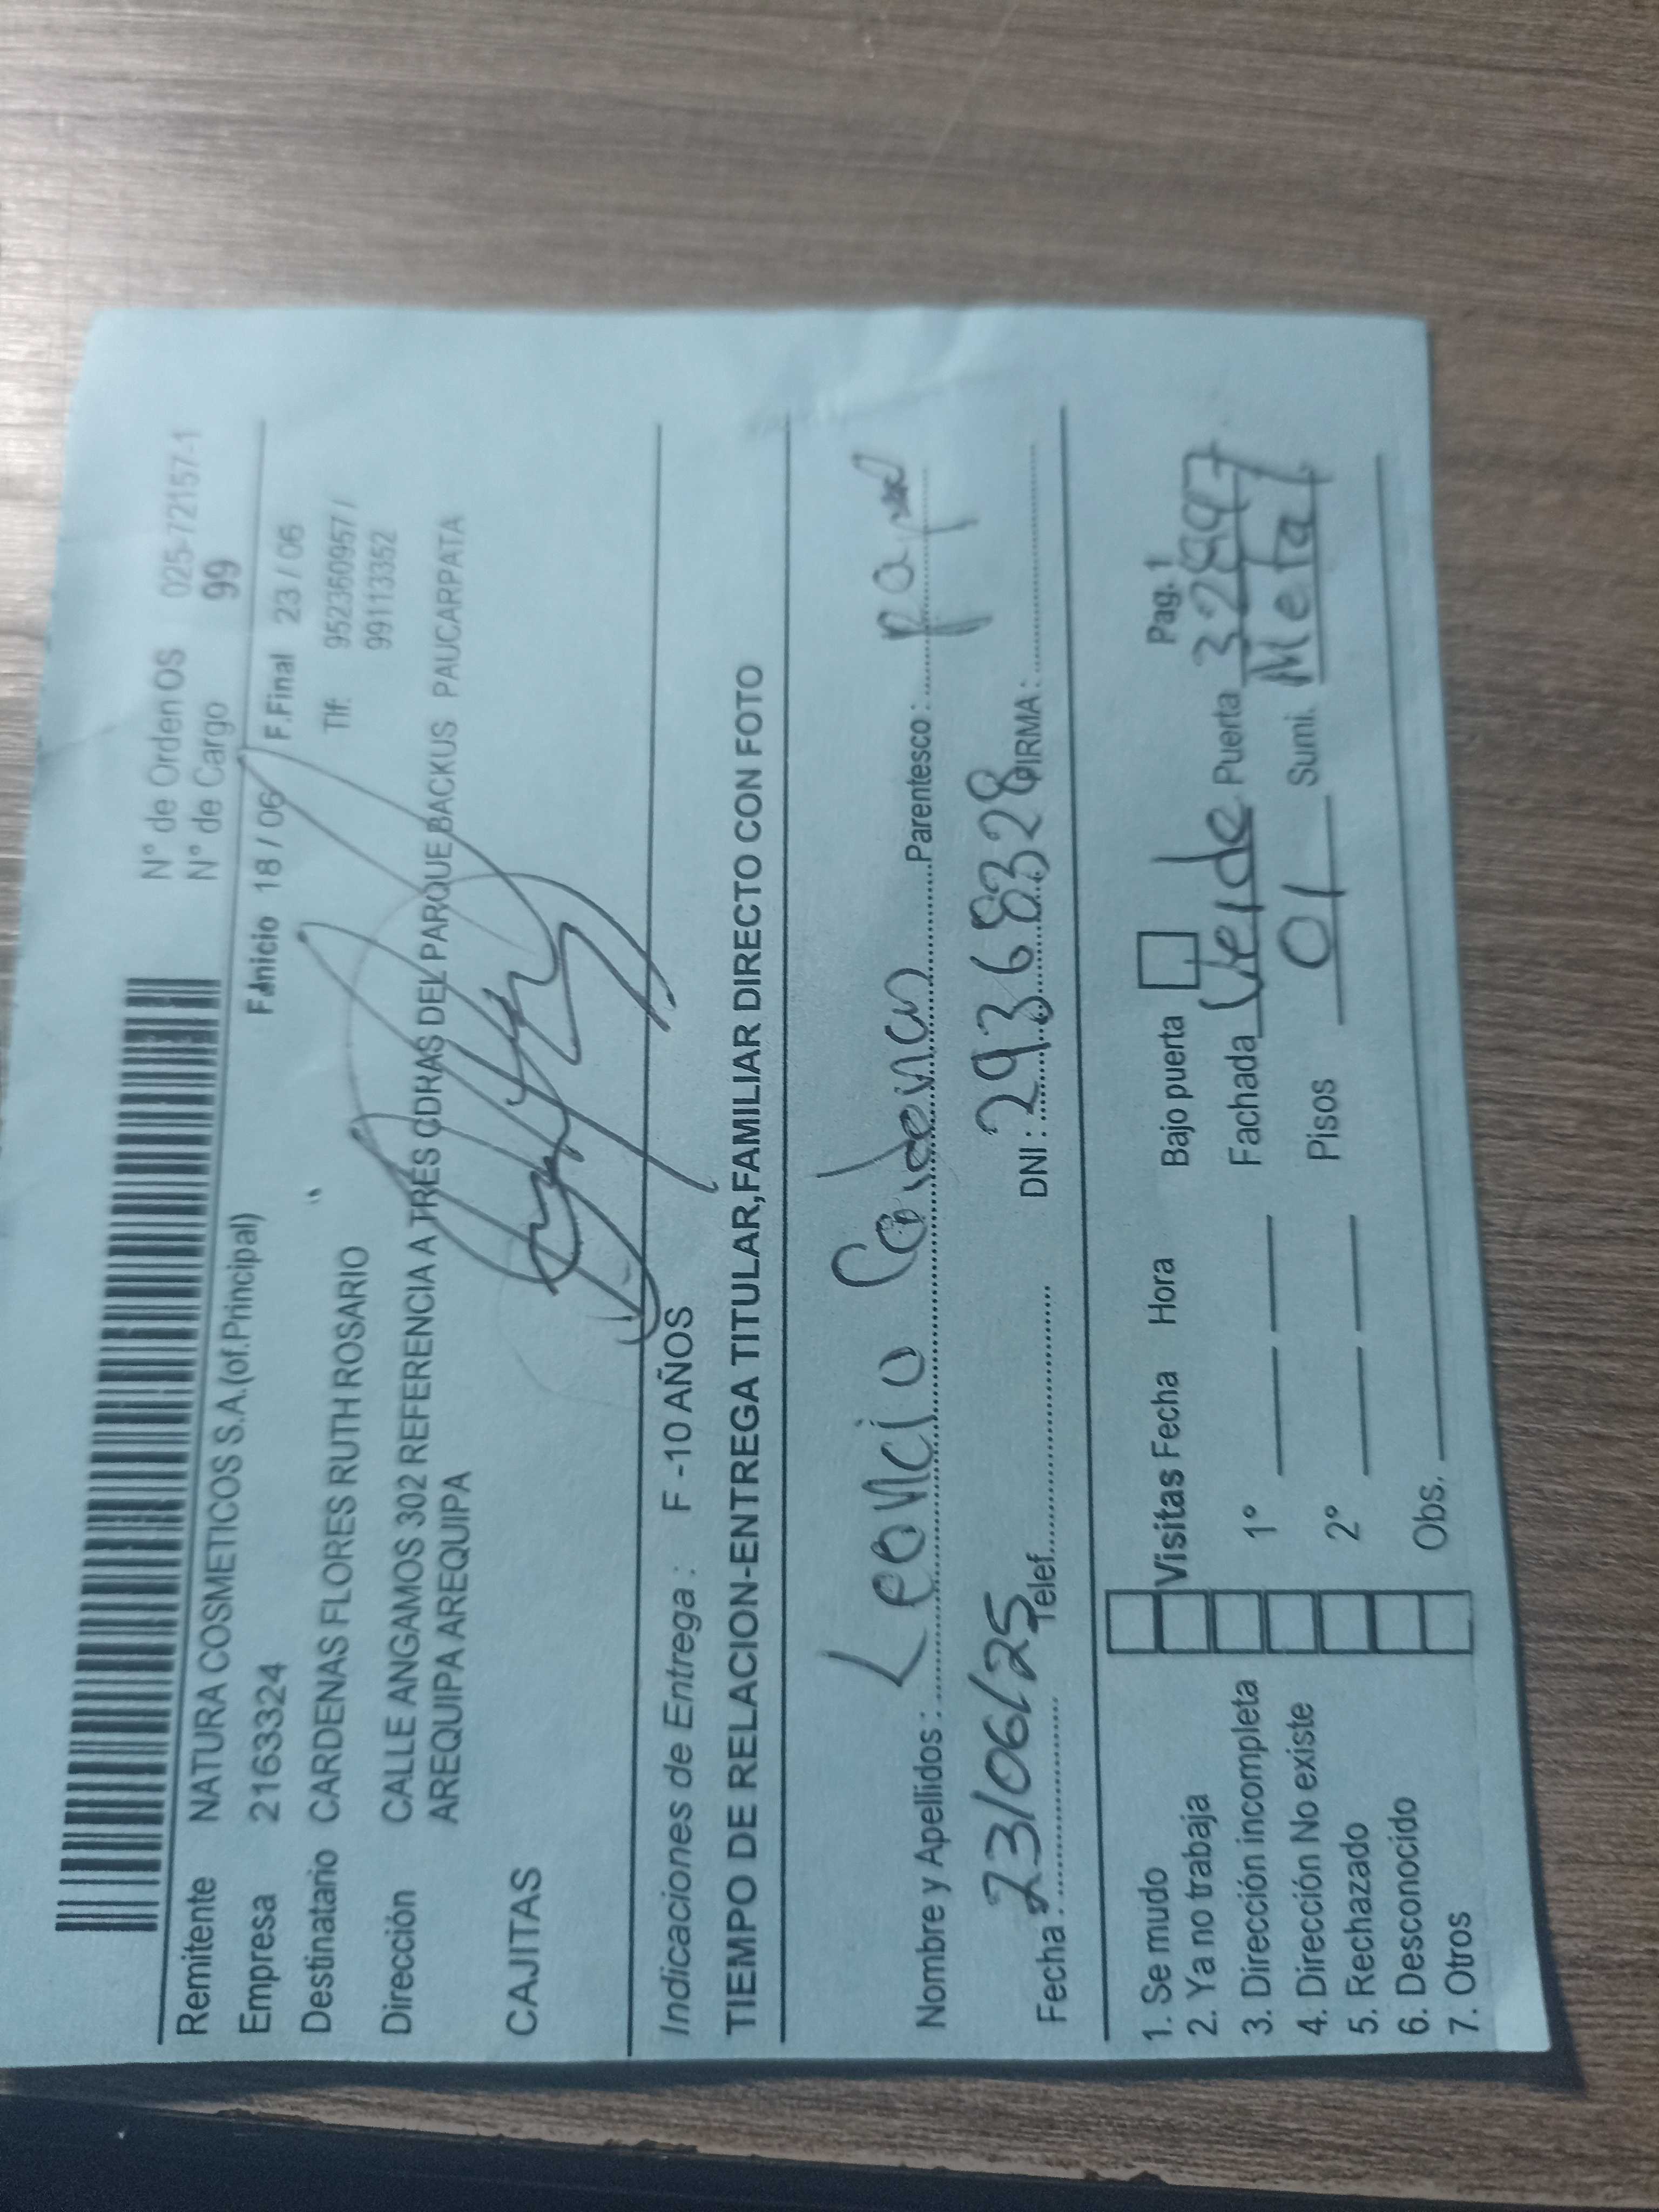 N° de Orden OS 025-72157-1
N° de Cargo 99
Remitente NATURA COSMETICOS S.A.(of.Principal)
F.Inicio 18 / 06 F.Final 23 / 06
Empresa 2163324
Tlf: 952360957 /
991113352
Destinatario CARDENAS FLORES RUTH ROSARIO
Dirección CALLE ANGAMOS 302 REFERENCIA A TRES CDRAS DEL PARQUE BACKUS PAUCARPATA
AREQUIPA AREQUIPA
CAJITAS
Indicaciones de Entrega : F -10 AÑOS
TIEMPO DE RELACION-ENTREGA TITULAR,FAMILIAR DIRECTO CON FOTO
Nombre y Apellidos : Leoncio Cardenas Parentesco :
Fecha : 23/06/25 Telef. DNI : 29368328 FIRMA :
Pag. 1
1. Se mudo
2. Ya no trabaja
3. Dirección incompleta
4. Dirección No existe
5. Rechazado
6. Desconocido
7. Otros
Visitas Fecha Hora Bajo puerta
1° Fachada Verde Puerta
2° Pisos 01 Sumi. Metal
Obs.